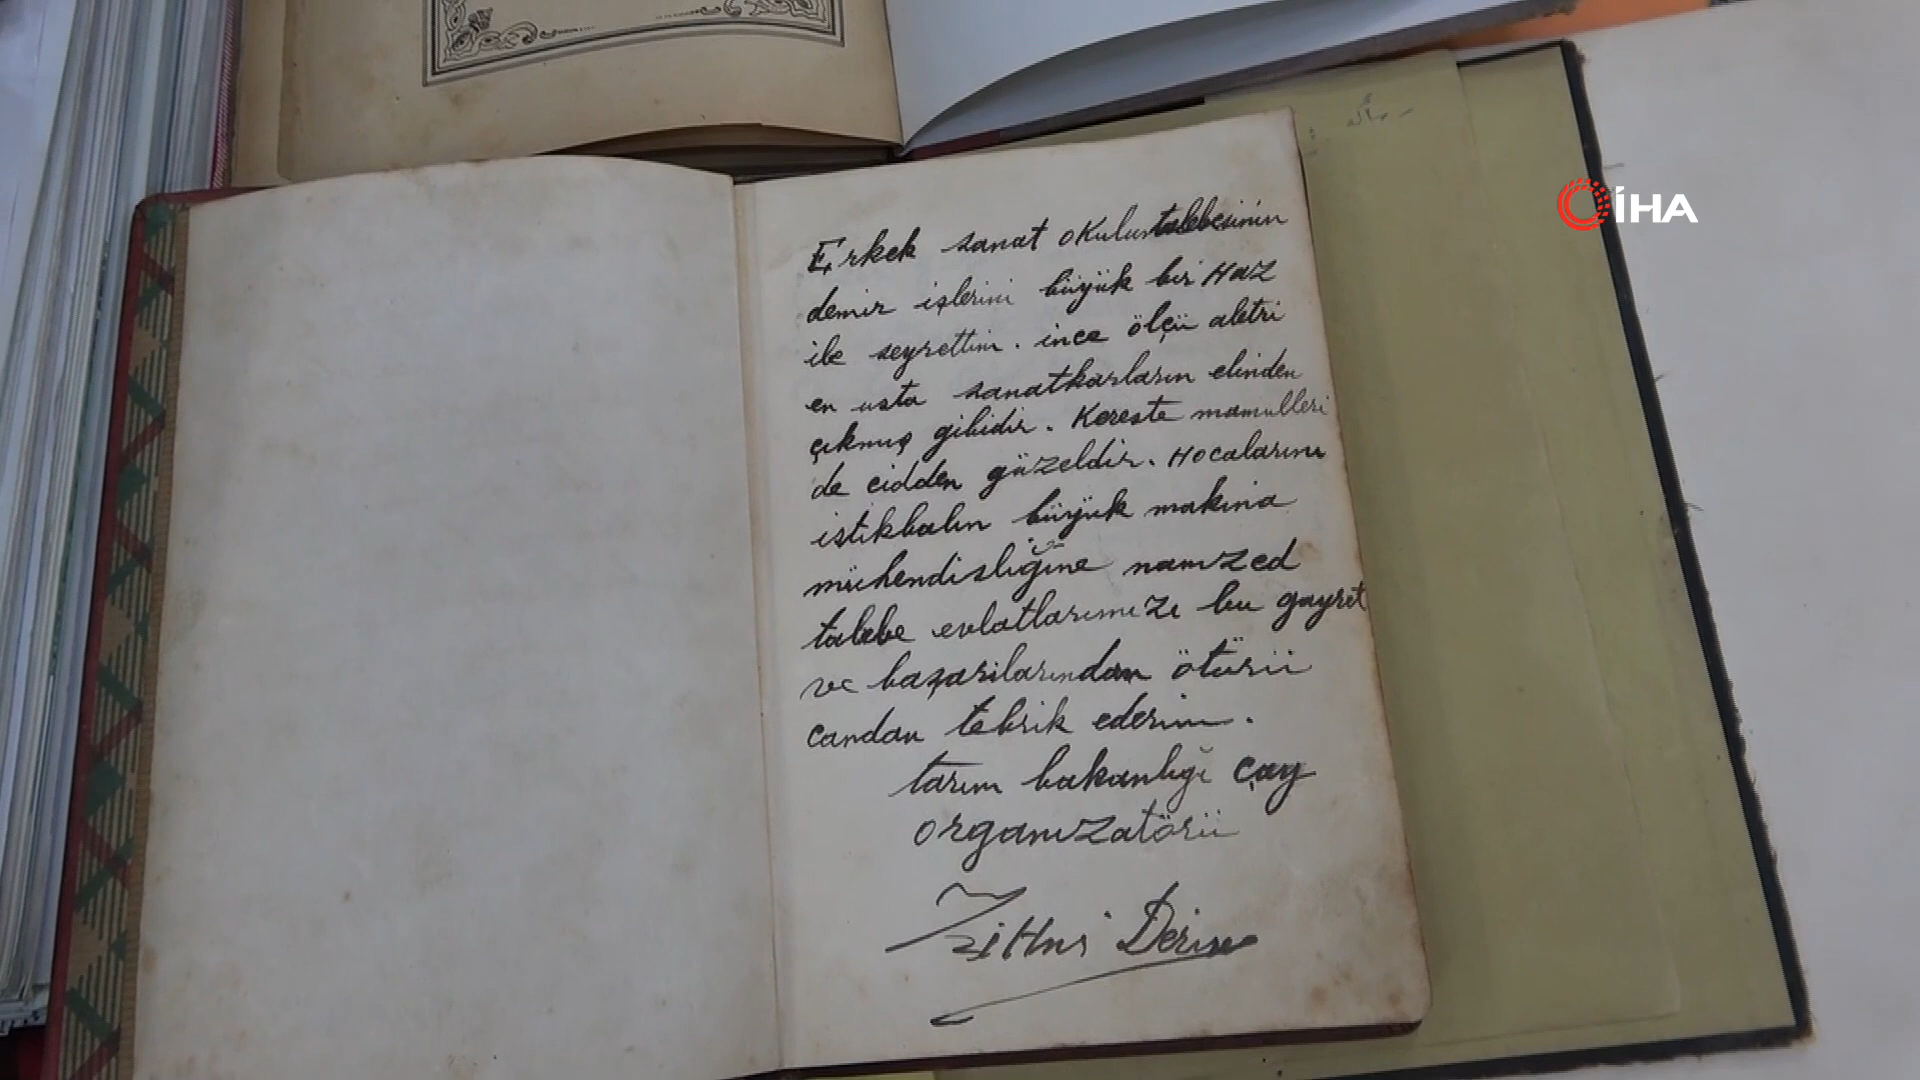 İHA
Erkek sanat okulu talebesinin
demir işlerini büyük bir Haz
ile seyrettim. ince ölçü aletri
en usta sanatkarların elinden
çıkmış gibidir. Kereste mamulleri
de cidden güzeldir. Hocalarını
istikbalin büyük makina
mühendisliğine namzed
talebe evlatlarımızı bu gayret
ve başarılarından ötürü
candan tebrik ederim.
tarım bakanlığı çay
organizatörü
Zihni Derin